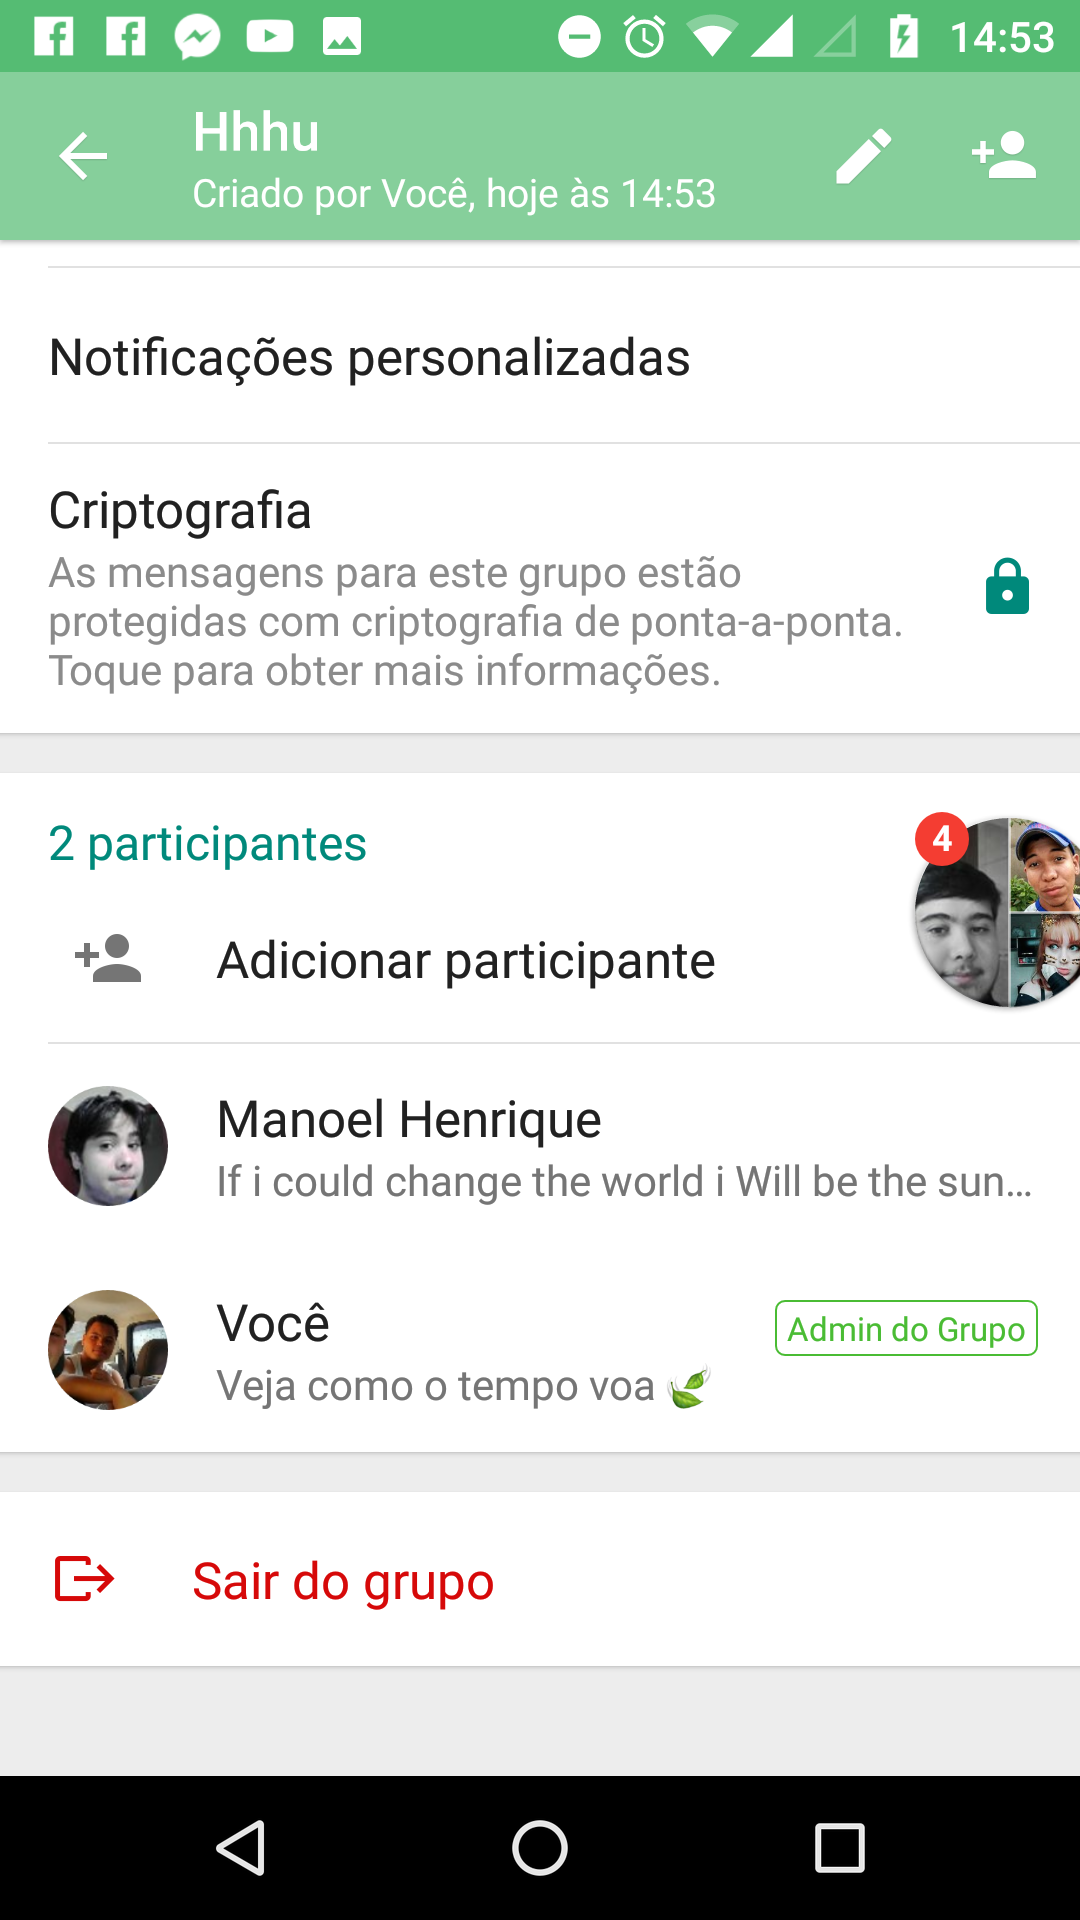 14:53
Hhhu
Criado por Você, hoje às 14:53
Notificações personalizadas
Criptografia
As mensagens para este grupo estão
protegidas com criptografia de ponta-a-ponta.
Toque para obter mais informações.
2 participantes
4
Adicionar participante
Manoel Henrique
If i could change the world i Will be the sun…
Você
Admin do Grupo
Veja como o tempo voa 🍃
Sair do grupo